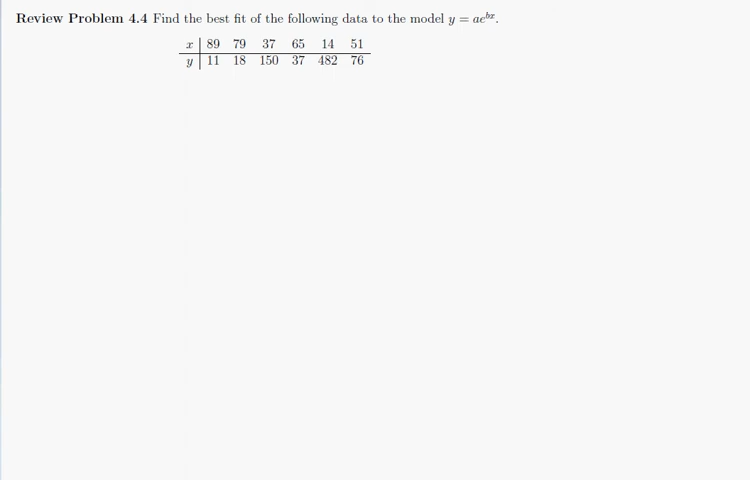 Review Problem 4.4 Find the best fit of the following data to the model y = ae^{bx}.
x 89 79 37 65 14 51
y 11 18 150 37 482 76